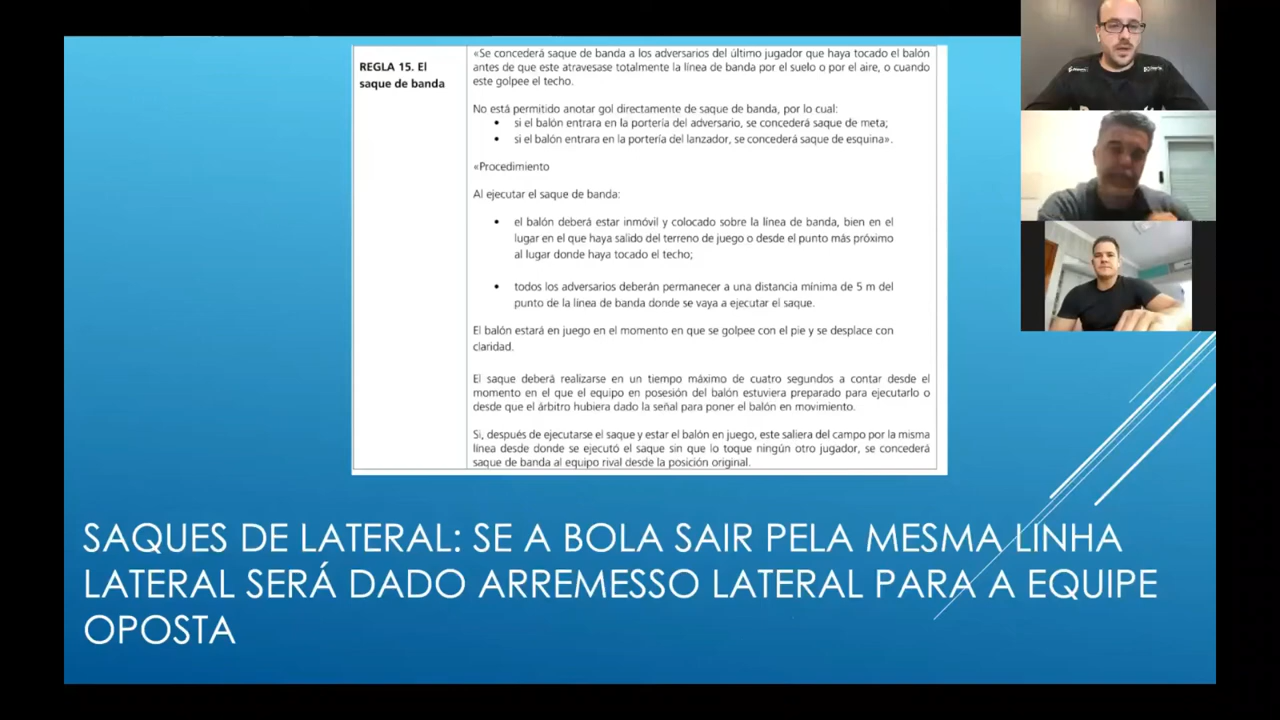 REGLA 15. El
saque de banda
«Se concederá saque de banda a los adversarios del último jugador que haya tocado el balón
antes de que este atravesase totalmente la línea de banda por el suelo o por el aire, o cuando
este golpee el techo.
No está permitido anotar gol directamente de saque de banda, por lo cual:
• si el balón entrara en la portería del adversario, se concederá saque de meta;
• si el balón entrara en la portería del lanzador, se concederá saque de esquina».
«Procedimiento
Al ejecutar el saque de banda:
• el balón deberá estar inmóvil y colocado sobre la línea de banda, bien en el
lugar en el que haya salido del terreno de juego o desde el punto más próximo
al lugar donde haya tocado el techo;
• todos los adversarios deberán permanecer a una distancia mínima de 5 m del
punto de la línea de banda donde se vaya a ejecutar el saque.
El balón estará en juego en el momento en que se golpee con el pie y se desplace con
claridad.
El saque deberá realizarse en un tiempo máximo de cuatro segundos a contar desde el
momento en el que el equipo en posesión del balón estuviera preparado para ejecutarlo o
desde que el árbitro hubiera dado la señal para poner el balón en movimiento.
Si, después de ejecutarse el saque y estar el balón en juego, este saliera del campo por la misma
línea desde donde se ejecutó el saque sin que lo toque ningún otro jugador, se concederá
saque de banda al equipo rival desde la posición original.
SAQUES DE LATERAL: SE A BOLA SAIR PELA MESMA LINHA
LATERAL SERÁ DADO ARREMESSO LATERAL PARA A EQUIPE
OPOSTA